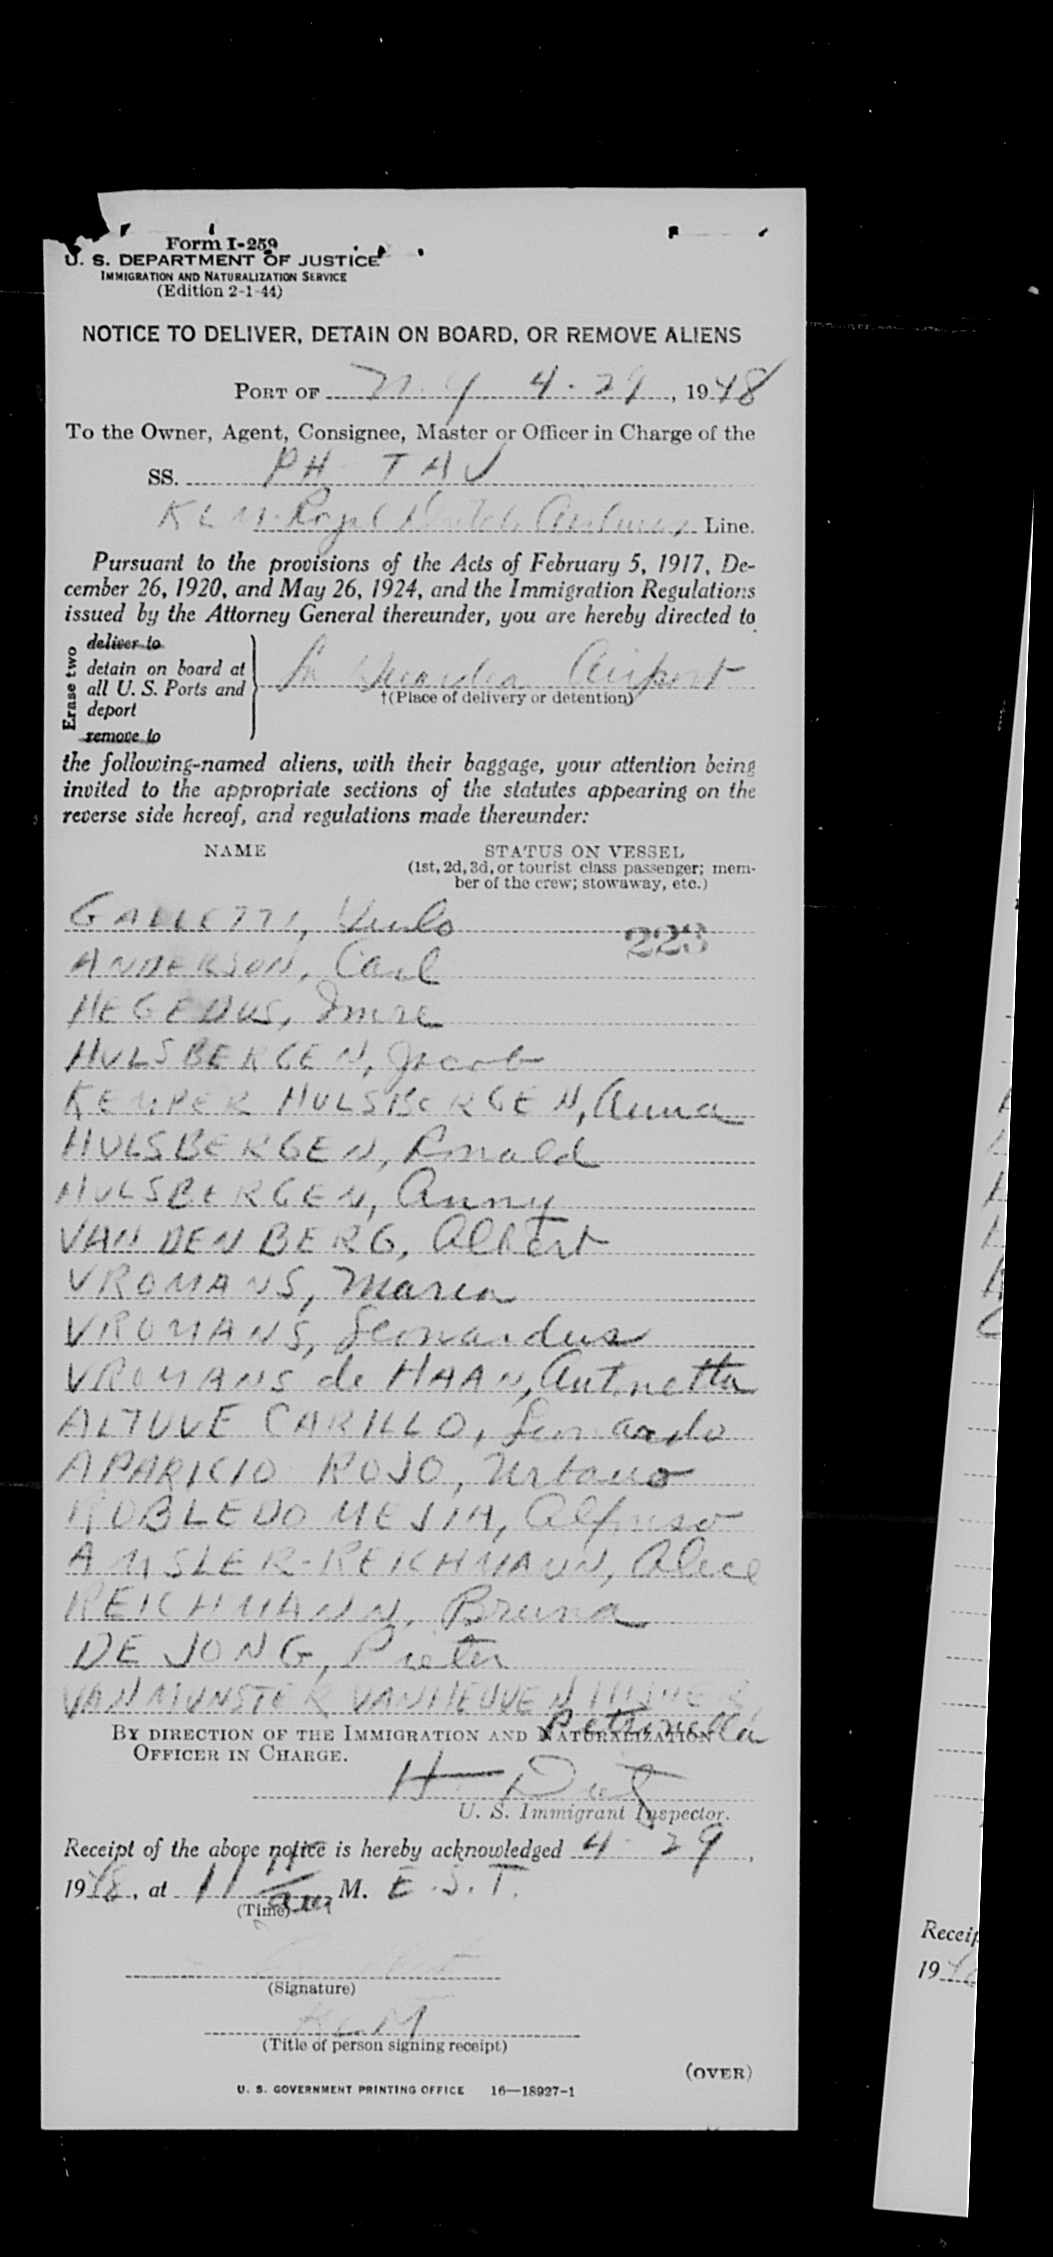 Form I-259
U. S. DEPARTMENT OF JUSTICE
IMMIGRATION AND NATURALIZATION SERVICE
(Edition 2-1-44)
NOTICE TO DELIVER, DETAIN ON BOARD, OR REMOVE ALIENS
PORT OF N.Y 4-29, 1948
To the Owner, Agent, Consignee, Master or Officer in Charge of the
SS. PH TAV
KLM-Royal Dutch Airlines Line.
Pursuant to the provisions of the Acts of February 5, 1917, De-
cember 26, 1920, and May 26, 1924, and the Immigration Regulations
issued by the Attorney General thereunder, you are hereby directed to
Erase two
deliver to
detain on board at
all U. S. Ports and
deport
remove to
La Guardia Airport
†(Place of delivery or detention)
the following-named aliens, with their baggage, your attention being
invited to the appropriate sections of the statutes appearing on the
reverse side hereof, and regulations made thereunder:
NAME STATUS ON VESSEL
(1st, 2d, 3d, or tourist class passenger; mem-
ber of the crew; stowaway, etc.)
GALLETTI,
223
ANDERSON, Carl
HEGEDUS, Imre
HULSBERGEN, Jacob
KEMPER HULSBERGEN, Anna
HULSBERGEN, Ronald
HULSBERGEN, Anny
VAN DEN BERG, Albert
VROMANS, Maria
VROMANS, Leonardus
VROMANS de HAAN, Antonetta
ALTUVE CARILLO,
APARICIO ROJO, Urbano
ROBLEDO MEJIA, Alfonso
AMSLER-REICHMANN, Alice
REICHMANN, Bruna
DE JONG, Pieter
VAN MUNSTER VAN HEUVEN
Petronella
BY DIRECTION OF THE IMMIGRATION AND NATURALIZATION
OFFICER IN CHARGE.
H
U. S. Immigrant Inspector.
Receipt of the above notice is hereby acknowledged 4-29,
1948, at 11 am M. E.S.T.
(Time)
(Signature)
KLM
(Title of person signing receipt)
(OVER)
U. S. GOVERNMENT PRINTING OFFICE 16—18927-1
Receip
19